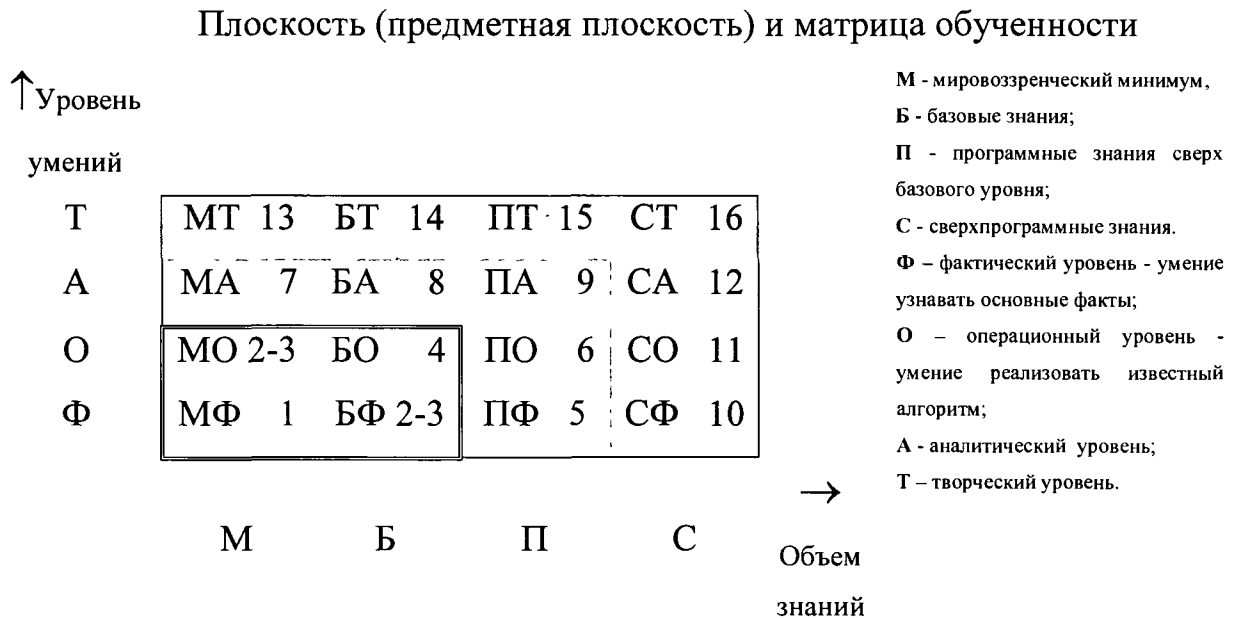 Плоскость (предметная плоскость) и матрица обученности
↑Уровень
умений
Т МТ 13 БТ 14 ПТ 15 СТ 16
А МА 7 БА 8 ПА 9 СА 12
О МО 2-3 БО 4 ПО 6 СО 11
Ф МФ 1 БФ 2-3 ПФ 5 СФ 10
→
М Б П С
Объем
знаний
М - мировоззренческий минимум,
Б - базовые знания;
П - программные знания сверх
базового уровня;
С - сверхпрограммные знания.
Ф – фактический уровень - умение
узнавать основные факты;
О – операционный уровень -
умение реализовать известный
алгоритм;
А - аналитический уровень;
Т – творческий уровень.